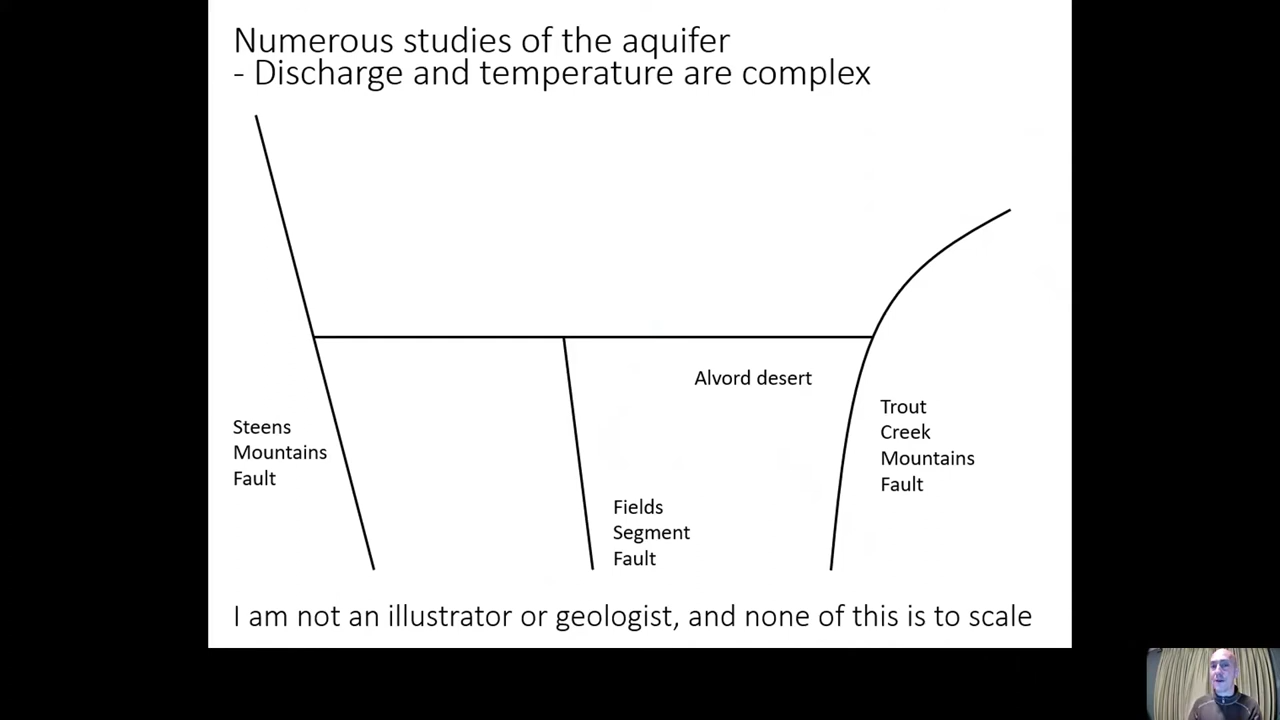 Numerous studies of the aquifer
- Discharge and temperature are complex
Alvord desert
Steens
Mountains
Fault
Trout
Creek
Mountains
Fault
Fields
Segment
Fault
I am not an illustrator or geologist, and none of this is to scale